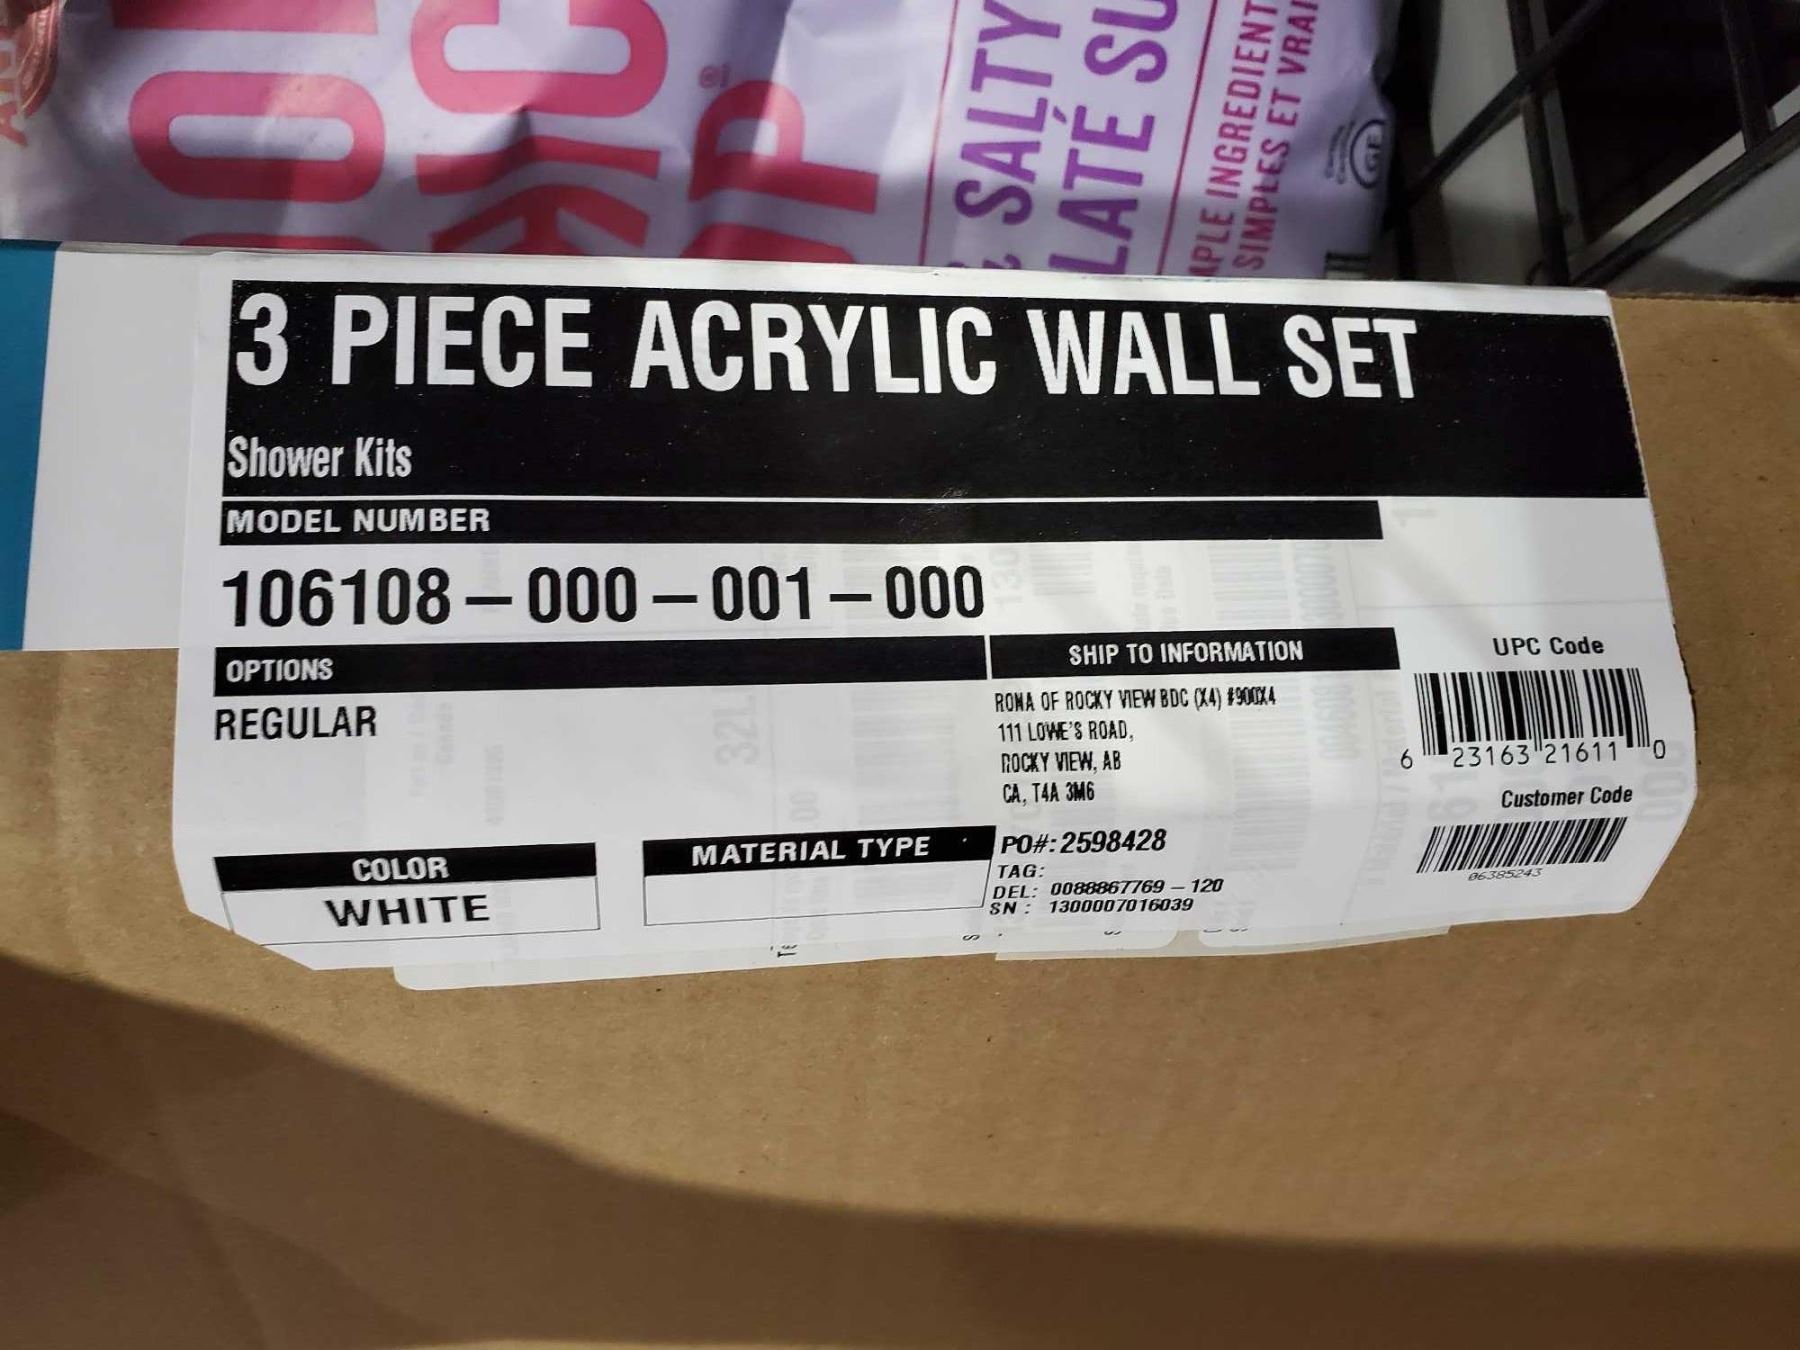 SALTY
LATÉ SU
INGREDIENT
SIMPLES ET VRAI
3 PIECE ACRYLIC WALL SET
Shower Kits
MODEL NUMBER
106108-000-001-000
OPTIONS
REGULAR
SHIP TO INFORMATION
RONA OF ROCKY VIEW BDC (X4) #900X4
111 LOWE'S ROAD,
ROCKY VIEW, AB
CA, T4A 3M6
UPC Code
6 23163 21611 0
Customer Code
06385243
COLOR
WHITE
MATERIAL TYPE
PO#: 2598428
TAG:
DEL: 0088867769 - 120
SN : 1300007016039